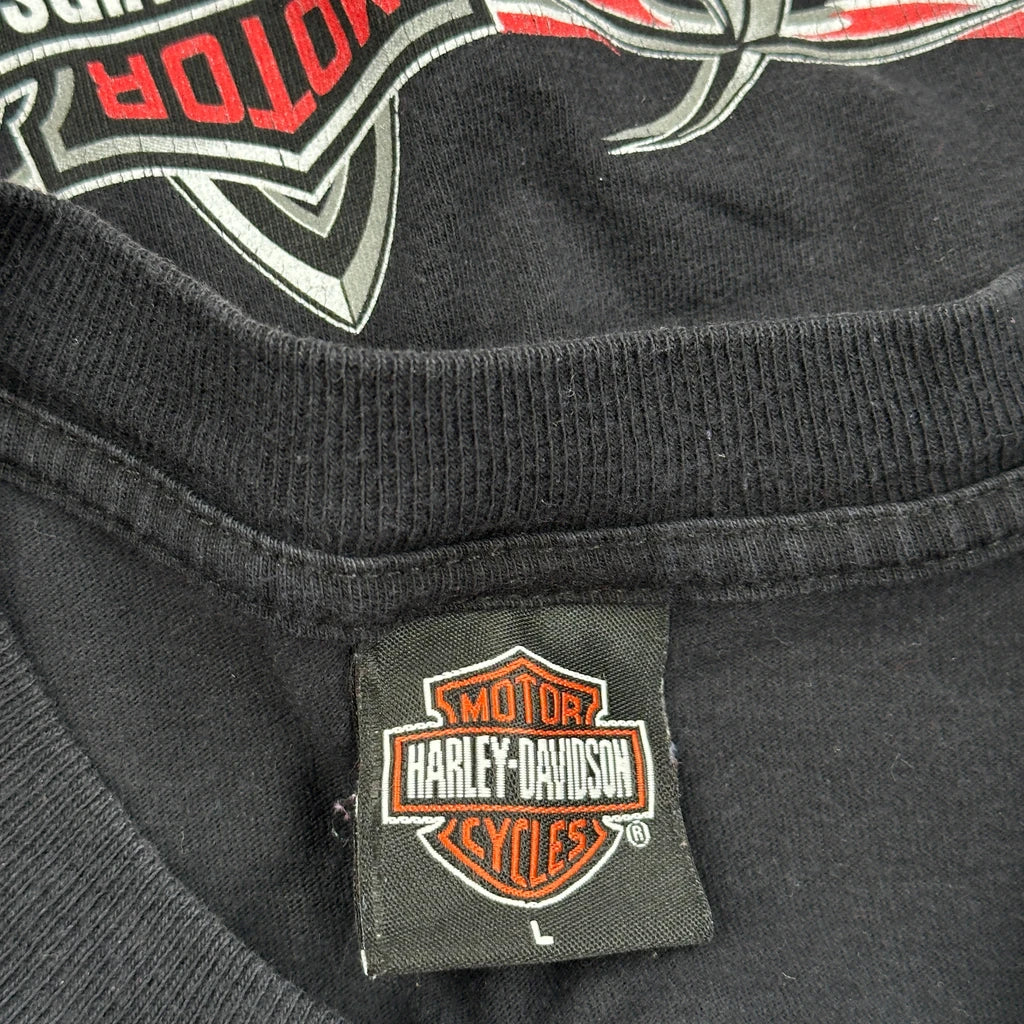 MOTOR
MOTOR
HARLEY-DAVIDSON
CYCLES
®
L